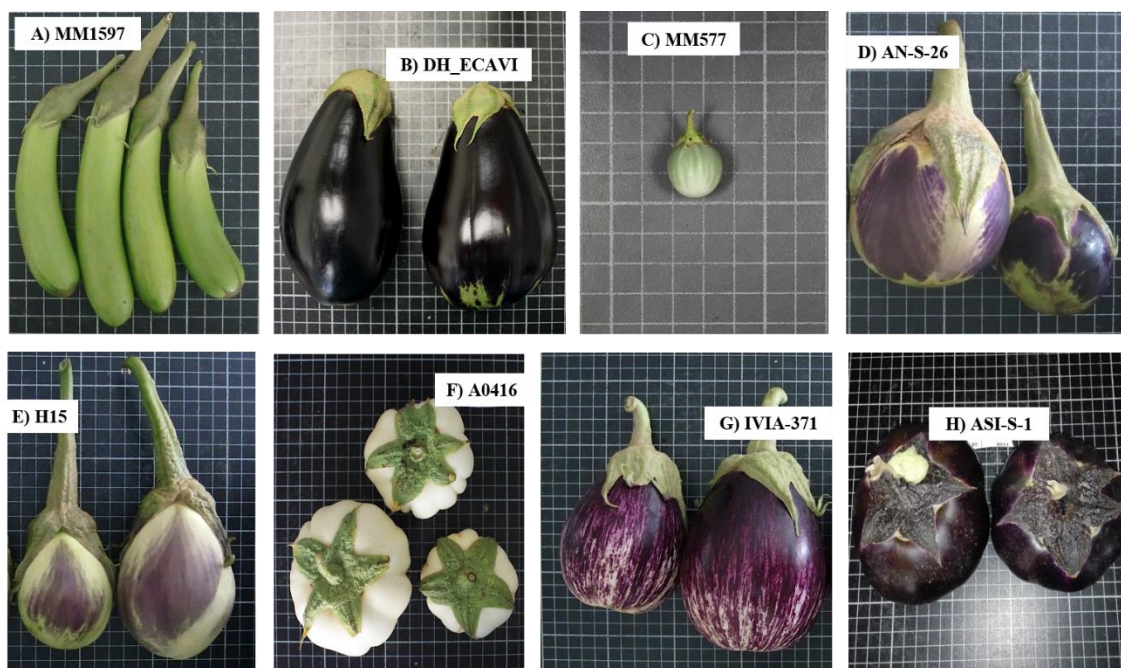 A) MM1597
B) DH_ECAVI
C) MM577
D) AN-S-26
E) H15
F) A0416
G) IVIA-371
H) ASI-S-1